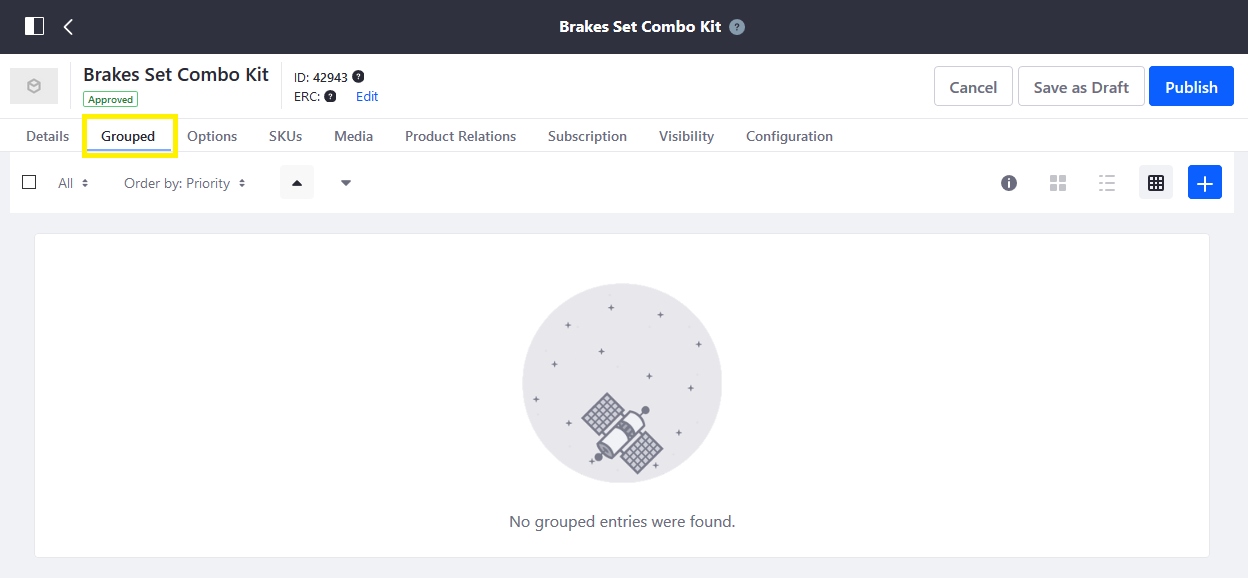 Brakes Set Combo Kit ?
Brakes Set Combo Kit
Approved
ID: 42943 ?
ERC: ? Edit
Cancel
Save as Draft
Publish
Details Grouped Options SKUs Media Product Relations Subscription Visibility Configuration
All Order by: Priority
No grouped entries were found.